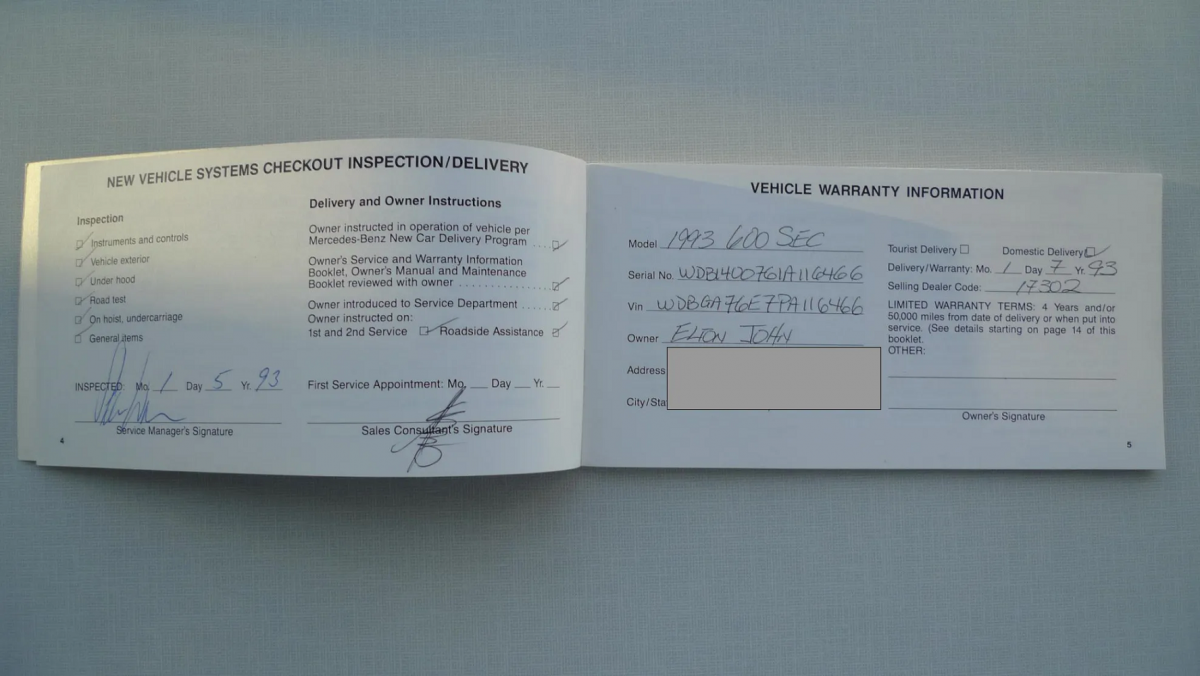 NEW VEHICLE SYSTEMS CHECKOUT INSPECTION/DELIVERY
Inspection
Instruments and controls
Vehicle exterior
Under hood
Road test
On hoist, undercarriage
General items
INSPECTED: Mo. 1 Day 5 Yr. 93
Service Manager's Signature
4
Delivery and Owner Instructions
Owner instructed in operation of vehicle per
Mercedes-Benz New Car Delivery Program ....
Owner's Service and Warranty Information
Booklet, Owner's Manual and Maintenance
Booklet reviewed with owner ................
Owner introduced to Service Department .....
Owner instructed on:
1st and 2nd Service Roadside Assistance
First Service Appointment: Mo. Day Yr.
Sales Consultant's Signature
VEHICLE WARRANTY INFORMATION
Model 1993 600 SEC
Serial No. WDB1400761A116466
Vin WDBGA76E7PA116466
Owner ELTON JOHN
Address
City/Sta
Tourist Delivery Domestic Delivery
Delivery/Warranty: Mo. 1 Day 7 Yr. 93
Selling Dealer Code: 17302
LIMITED WARRANTY TERMS: 4 Years and/or
50,000 miles from date of delivery or when put into
service. (See details starting on page 14 of this
booklet.
OTHER:
Owner's Signature
5